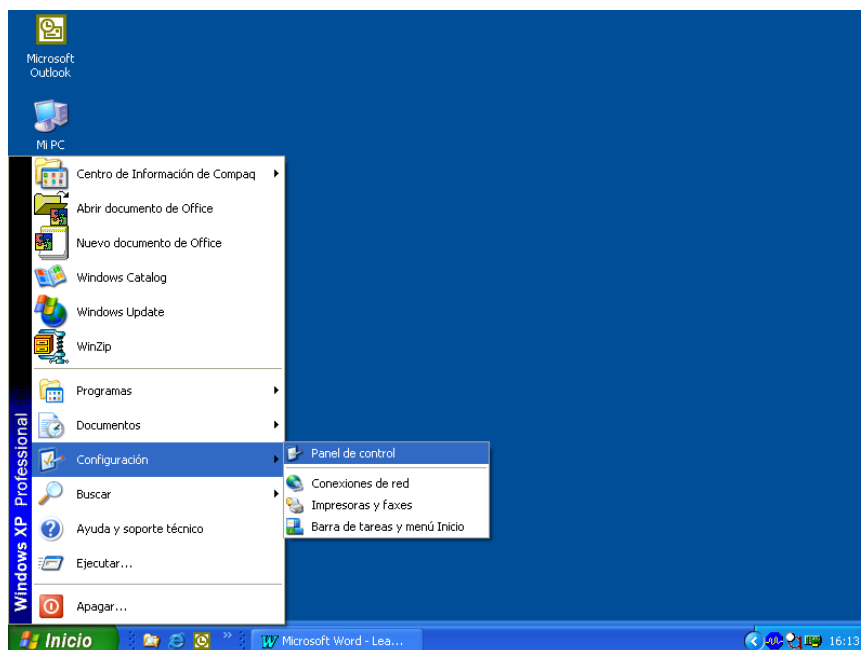 Microsoft
Outlook
Mi PC
Centro de Información de Compaq
Abrir documento de Office
Nuevo documento de Office
Windows Catalog
Windows Update
WinZip
Programas
Documentos
Configuración
Buscar
Ayuda y soporte técnico
Ejecutar...
Apagar...
Windows XP Professional
Panel de control
Conexiones de red
Impresoras y faxes
Barra de tareas y menú Inicio
Inicio
»
Microsoft Word - Lea...
16:13